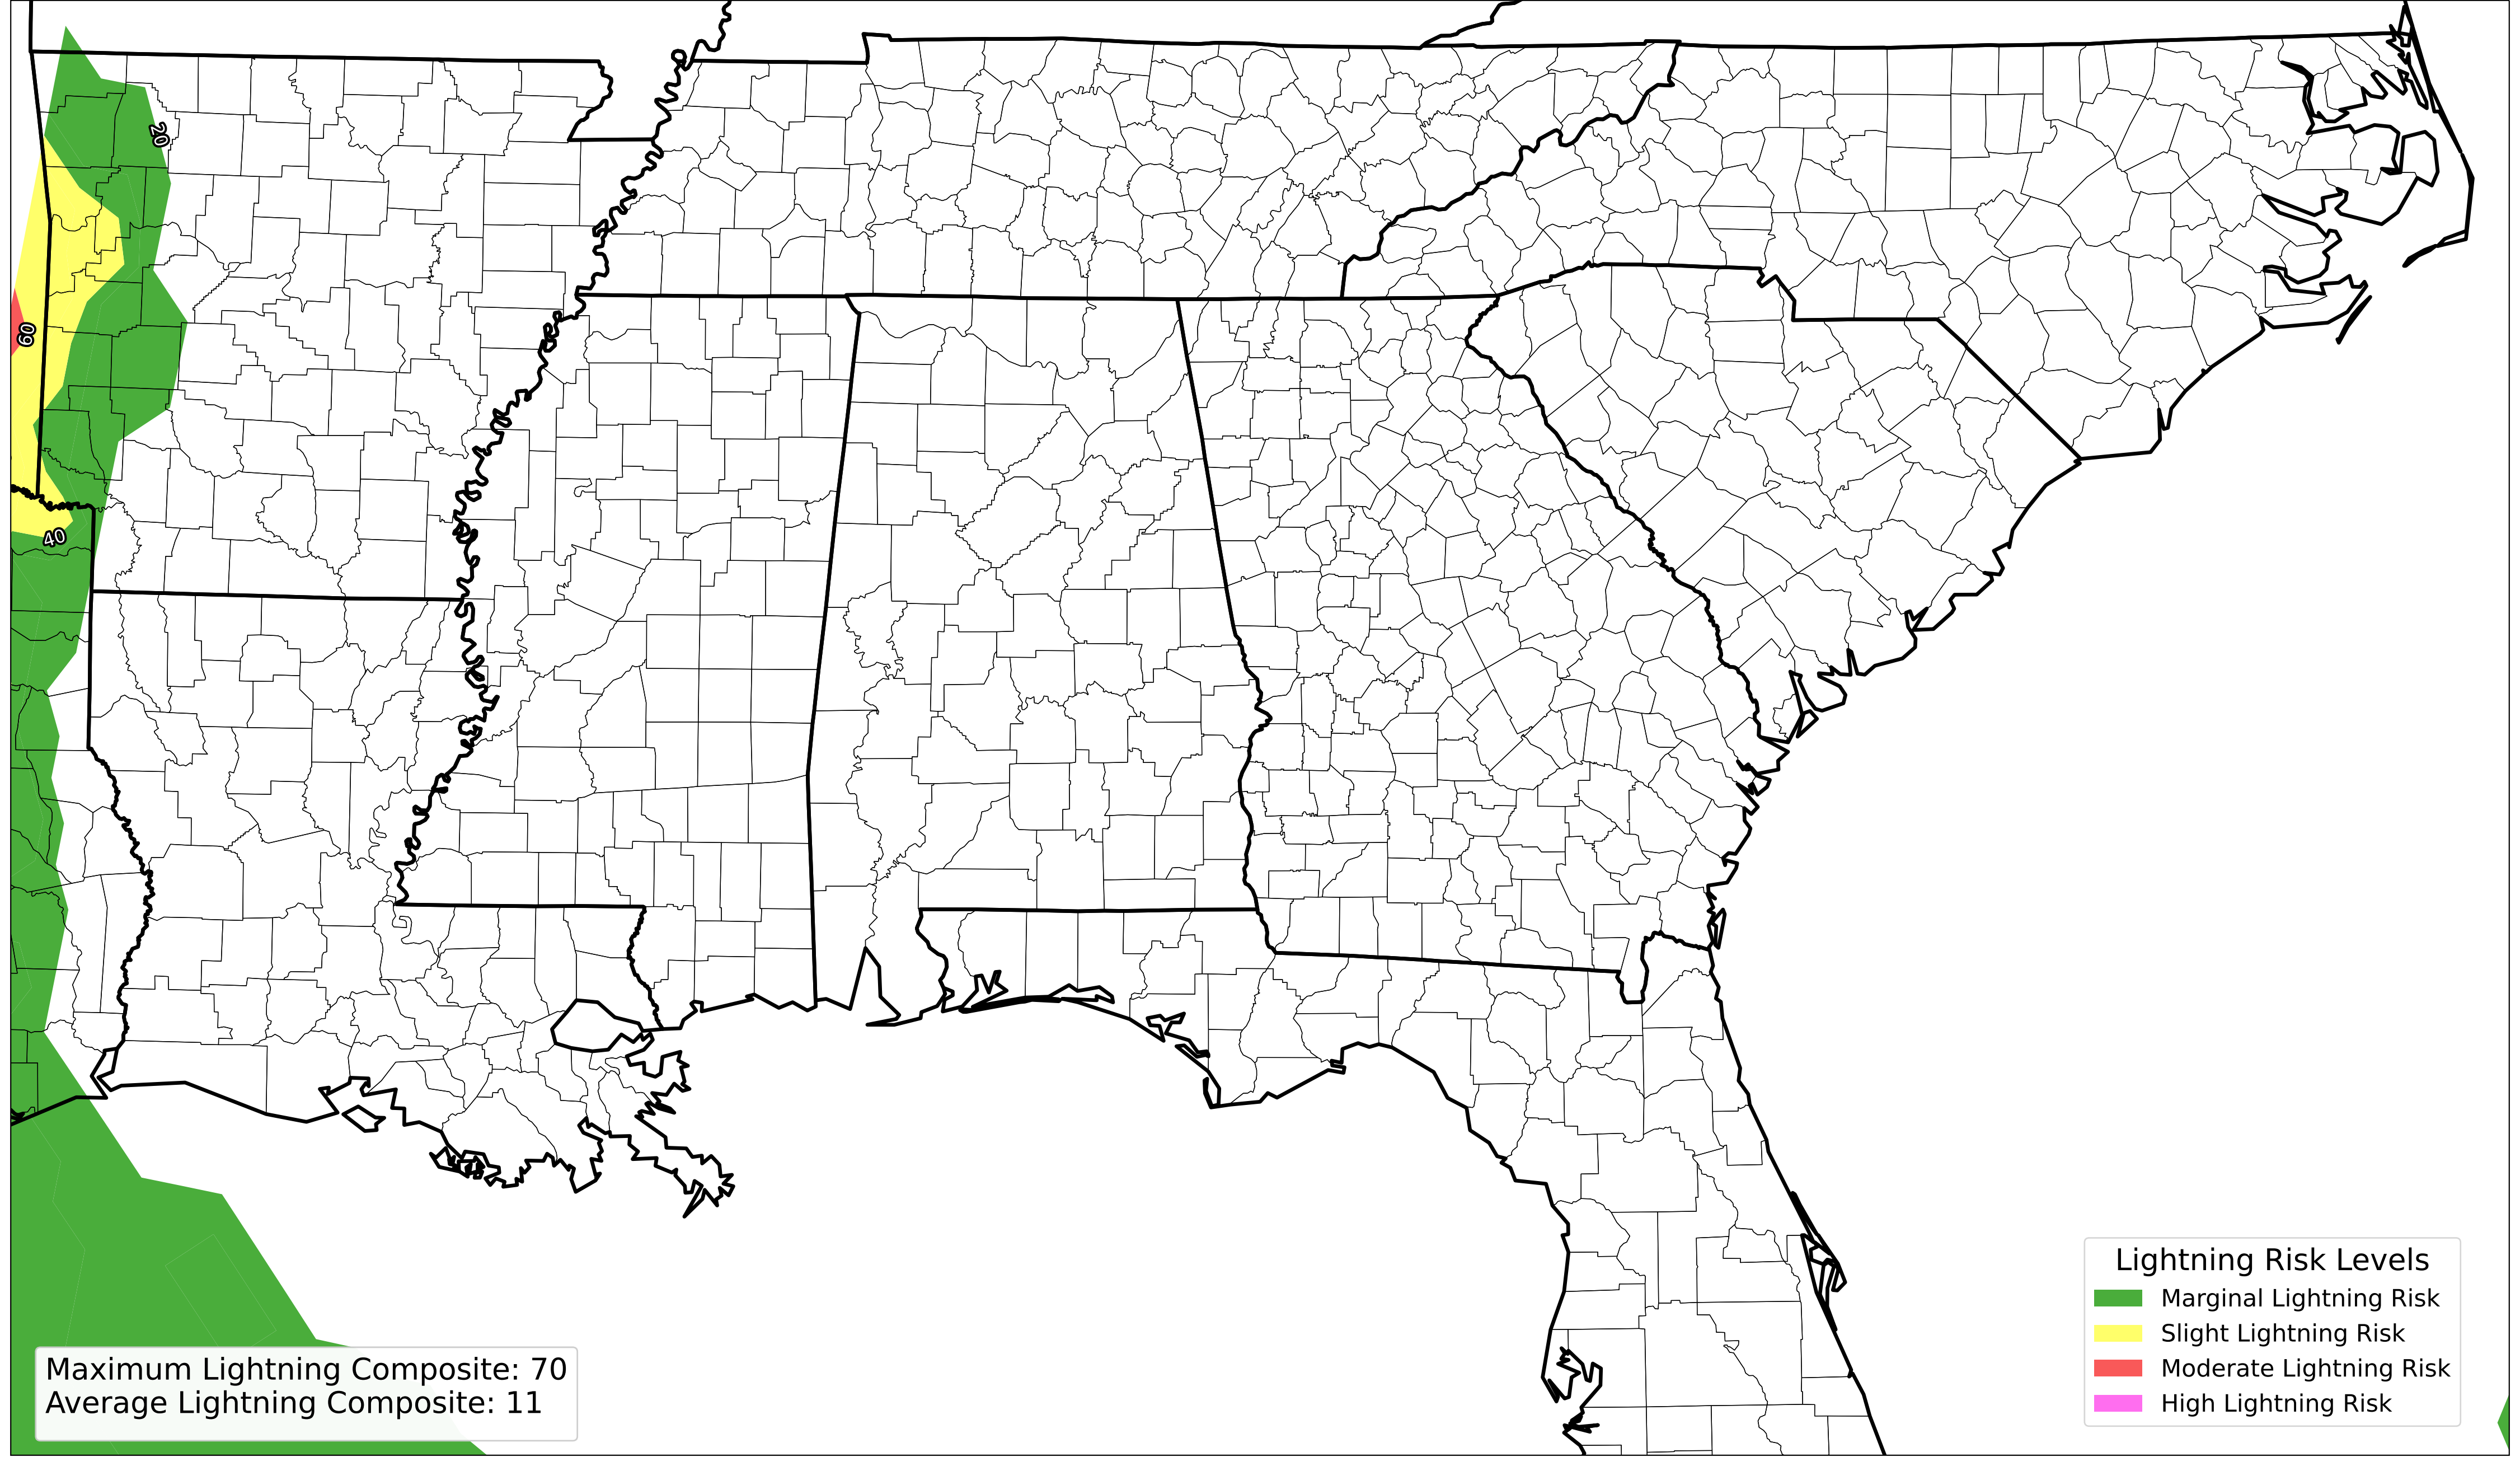 20
60
40
Lightning Risk Levels
Marginal Lightning Risk
Slight Lightning Risk
Moderate Lightning Risk
High Lightning Risk
Maximum Lightning Composite: 70
Average Lightning Composite: 11